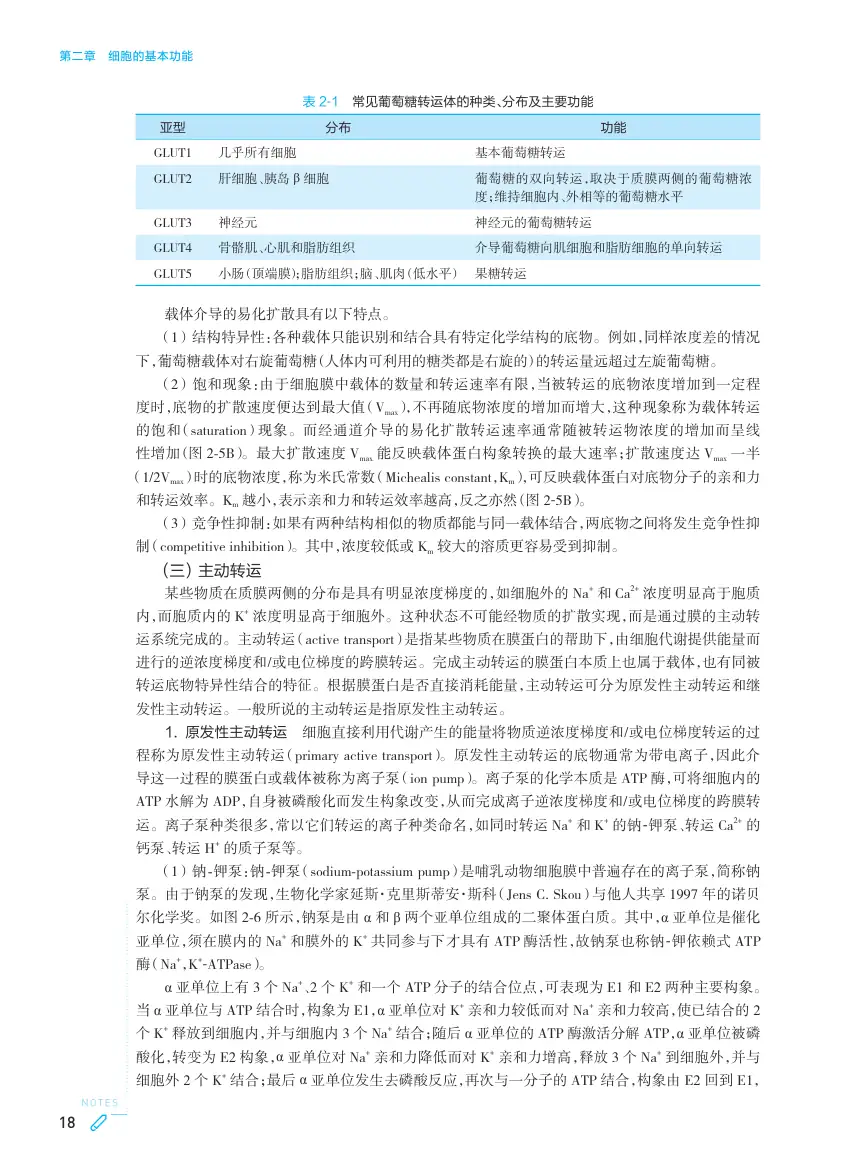 第二章 细胞的基本功能
表 2-1 常见葡萄糖转运体的种类、分布及主要功能
亚型 分布 功能
GLUT1 几乎所有细胞 基本葡萄糖转运
GLUT2 肝细胞、胰岛 β 细胞 葡萄糖的双向转运,取决于质膜两侧的葡萄糖浓
度;维持细胞内、外相等的葡萄糖水平
GLUT3 神经元 神经元的葡萄糖转运
GLUT4 骨骼肌、心肌和脂肪组织 介导葡萄糖向肌细胞和脂肪细胞的单向转运
GLUT5 小肠(顶端膜);脂肪组织;脑、肌肉(低水平) 果糖转运
载体介导的易化扩散具有以下特点。
(1)结构特异性:各种载体只能识别和结合具有特定化学结构的底物。例如,同样浓度差的情况
下,葡萄糖载体对右旋葡萄糖(人体内可利用的糖类都是右旋的)的转运量远超过左旋葡萄糖。
(2)饱和现象:由于细胞膜中载体的数量和转运速率有限,当被转运的底物浓度增加到一定程
度时,底物的扩散速度便达到最大值(Vmax),不再随底物浓度的增加而增大,这种现象称为载体转运
的饱和(saturation)现象。而经通道介导的易化扩散转运速率通常随被转运物浓度的增加而呈线
性增加(图 2-5B)。最大扩散速度 Vmax 能反映载体蛋白构象转换的最大速率;扩散速度达 Vmax 一半
(1/2Vmax)时的底物浓度,称为米氏常数(Michealis constant,Km),可反映载体蛋白对底物分子的亲和力
和转运效率。Km 越小,表示亲和力和转运效率越高,反之亦然(图 2-5B)。
(3)竞争性抑制:如果有两种结构相似的物质都能与同一载体结合,两底物之间将发生竞争性抑
制(competitive inhibition)。其中,浓度较低或 Km 较大的溶质更容易受到抑制。
(三)主动转运
某些物质在质膜两侧的分布是具有明显浓度梯度的,如细胞外的 Na⁺ 和 Ca²⁺ 浓度明显高于胞质
内,而胞质内的 K⁺ 浓度明显高于细胞外。这种状态不可能经物质的扩散实现,而是通过膜的主动转
运系统完成的。主动转运(active transport)是指某些物质在膜蛋白的帮助下,由细胞代谢提供能量而
进行的逆浓度梯度和/或电位梯度的跨膜转运。完成主动转运的膜蛋白本质上也属于载体,也有同被
转运底物特异性结合的特征。根据膜蛋白是否直接消耗能量,主动转运可分为原发性主动转运和继
发性主动转运。一般所说的主动转运是指原发性主动转运。
1. 原发性主动转运 细胞直接利用代谢产生的能量将物质逆浓度梯度和/或电位梯度转运的过
程称为原发性主动转运(primary active transport)。原发性主动转运的底物通常为带电离子,因此介
导这一过程的膜蛋白或载体被称为离子泵(ion pump)。离子泵的化学本质是 ATP 酶,可将细胞内的
ATP 水解为 ADP,自身被磷酸化而发生构象改变,从而完成离子逆浓度梯度和/或电位梯度的跨膜转
运。离子泵种类很多,常以它们转运的离子种类命名,如同时转运 Na⁺ 和 K⁺ 的钠-钾泵、转运 Ca²⁺ 的
钙泵、转运 H⁺ 的质子泵等。
(1)钠-钾泵:钠-钾泵(sodium-potassium pump)是哺乳动物细胞膜中普遍存在的离子泵,简称钠
泵。由于钠泵的发现,生物化学家延斯·克里斯蒂安·斯科(Jens C. Skou)与他人共享 1997 年的诺贝
尔化学奖。如图 2-6 所示,钠泵是由 α 和 β 两个亚单位组成的二聚体蛋白质。其中,α 亚单位是催化
亚单位,须在膜内的 Na⁺ 和膜外的 K⁺ 共同参与下才具有 ATP 酶活性,故钠泵也称钠-钾依赖式 ATP
酶(Na⁺,K⁺-ATPase)。
α 亚单位上有 3 个 Na⁺、2 个 K⁺ 和一个 ATP 分子的结合位点,可表现为 E1 和 E2 两种主要构象。
当 α 亚单位与 ATP 结合时,构象为 E1,α 亚单位对 K⁺ 亲和力较低而对 Na⁺ 亲和力较高,使已结合的 2
个 K⁺ 释放到细胞内,并与细胞内 3 个 Na⁺ 结合;随后 α 亚单位的 ATP 酶激活分解 ATP,α 亚单位被磷
酸化,转变为 E2 构象,α 亚单位对 Na⁺ 亲和力降低而对 K⁺ 亲和力增高,释放 3 个 Na⁺ 到细胞外,并与
细胞外 2 个 K⁺ 结合;最后 α 亚单位发生去磷酸反应,再次与一分子的 ATP 结合,构象由 E2 回到 E1,
NOTES
18